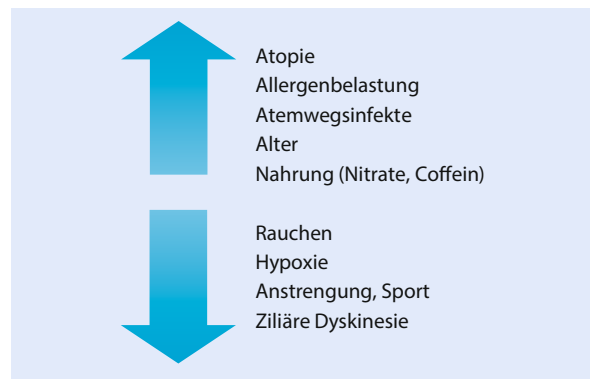 Atopie
Allergenbelastung
Atemwegsinfekte
Alter
Nahrung (Nitrate, Coffein)
Rauchen
Hypoxie
Anstrengung, Sport
Ziliäre Dyskinesie